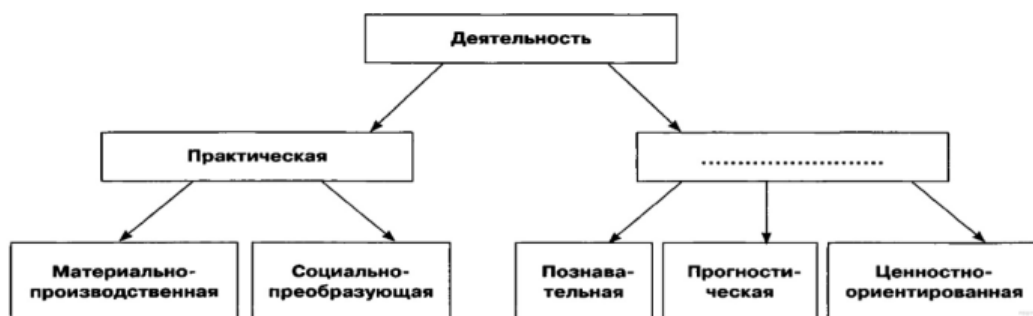 Деятельность
Практическая
........................
Материально-
производственная
Социально-
преобразующая
Познава-
тельная
Прогности-
ческая
Ценностно-
ориентированная